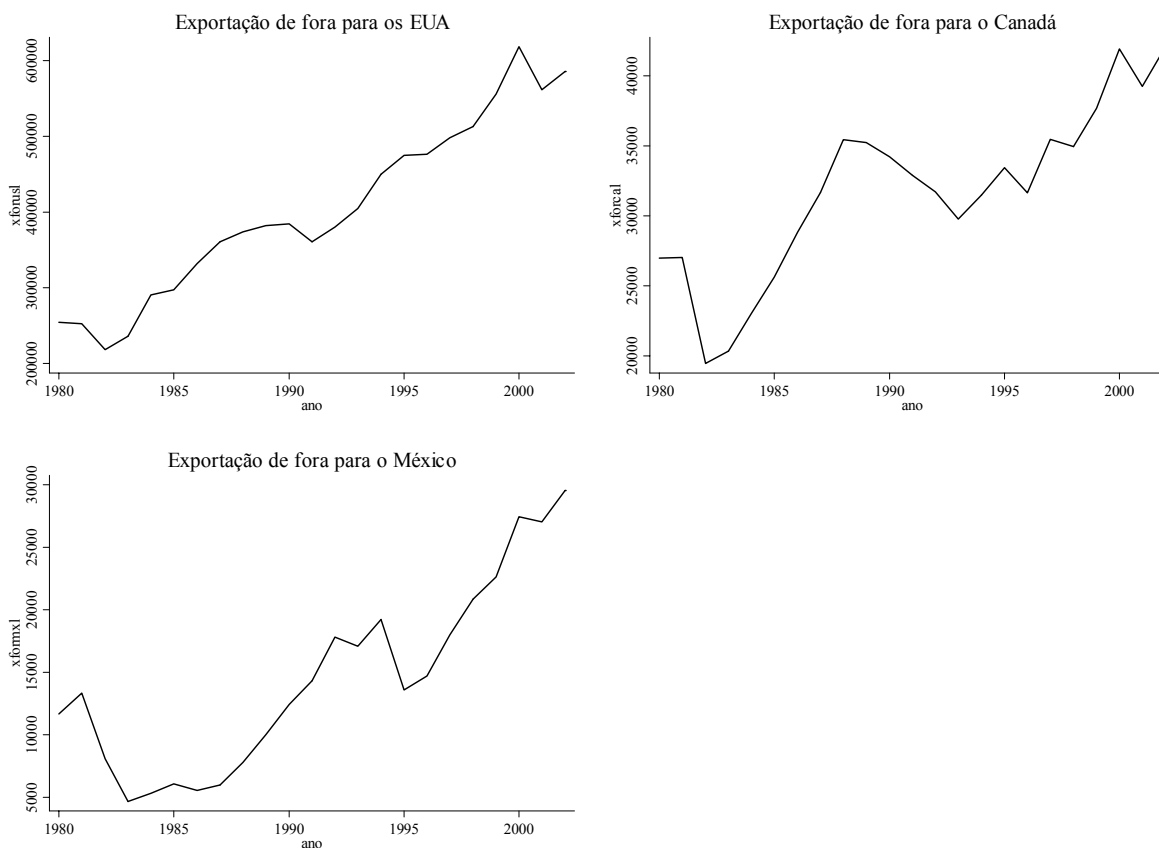 Exportação de fora para os EUA
xforusl
600000
500000
400000
300000
200000
1980 1985 1990 1995 2000
ano
Exportação de fora para o Canadá
xforcal
40000
35000
30000
25000
20000
1980 1985 1990 1995 2000
ano
Exportação de fora para o México
xformxl
30000
25000
20000
15000
10000
5000
1980 1985 1990 1995 2000
ano